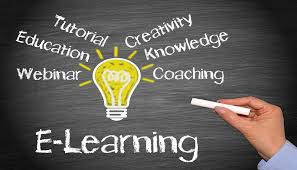 Tutorial
Creativity
Education
Knowledge
Webinar
Coaching
E-Learning